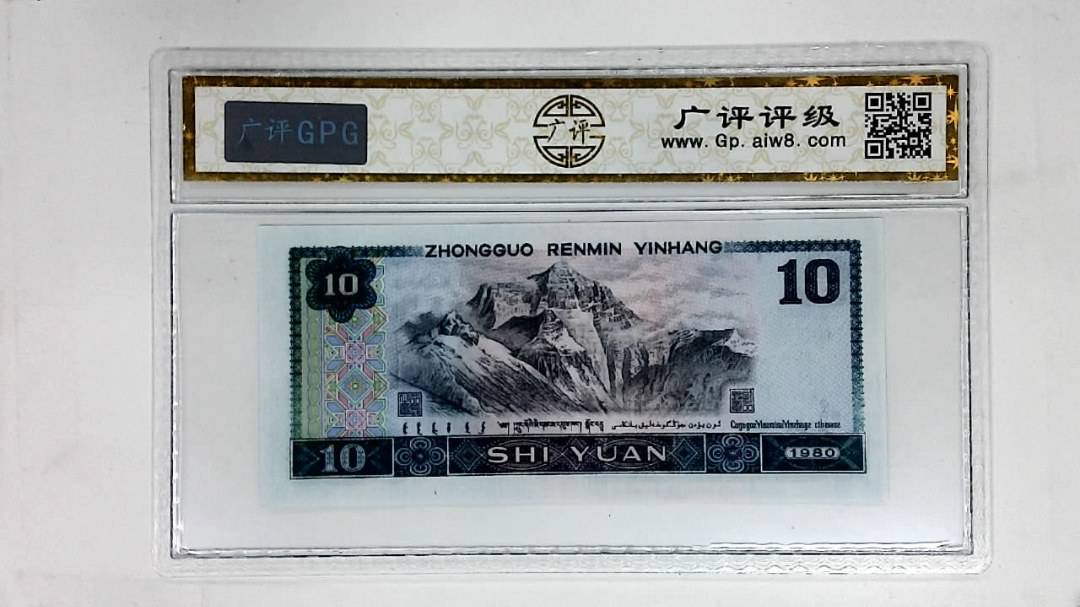 广评GPG
广评
广评评级
www. Gp. aiw8. com
ZHONGGUO RENMIN YINHANG
10
10
10
SHI YUAN
1980